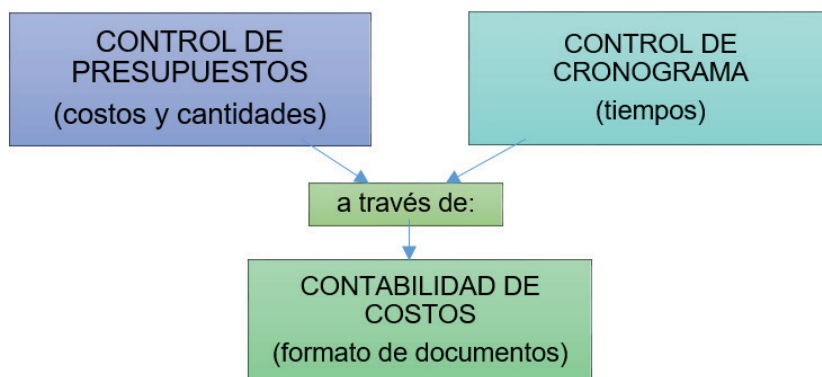 CONTROL DE
PRESUPUESTOS
(costos y cantidades)
CONTROL DE
CRONOGRAMA
(tiempos)
a través de:
CONTABILIDAD DE
COSTOS
(formato de documentos)